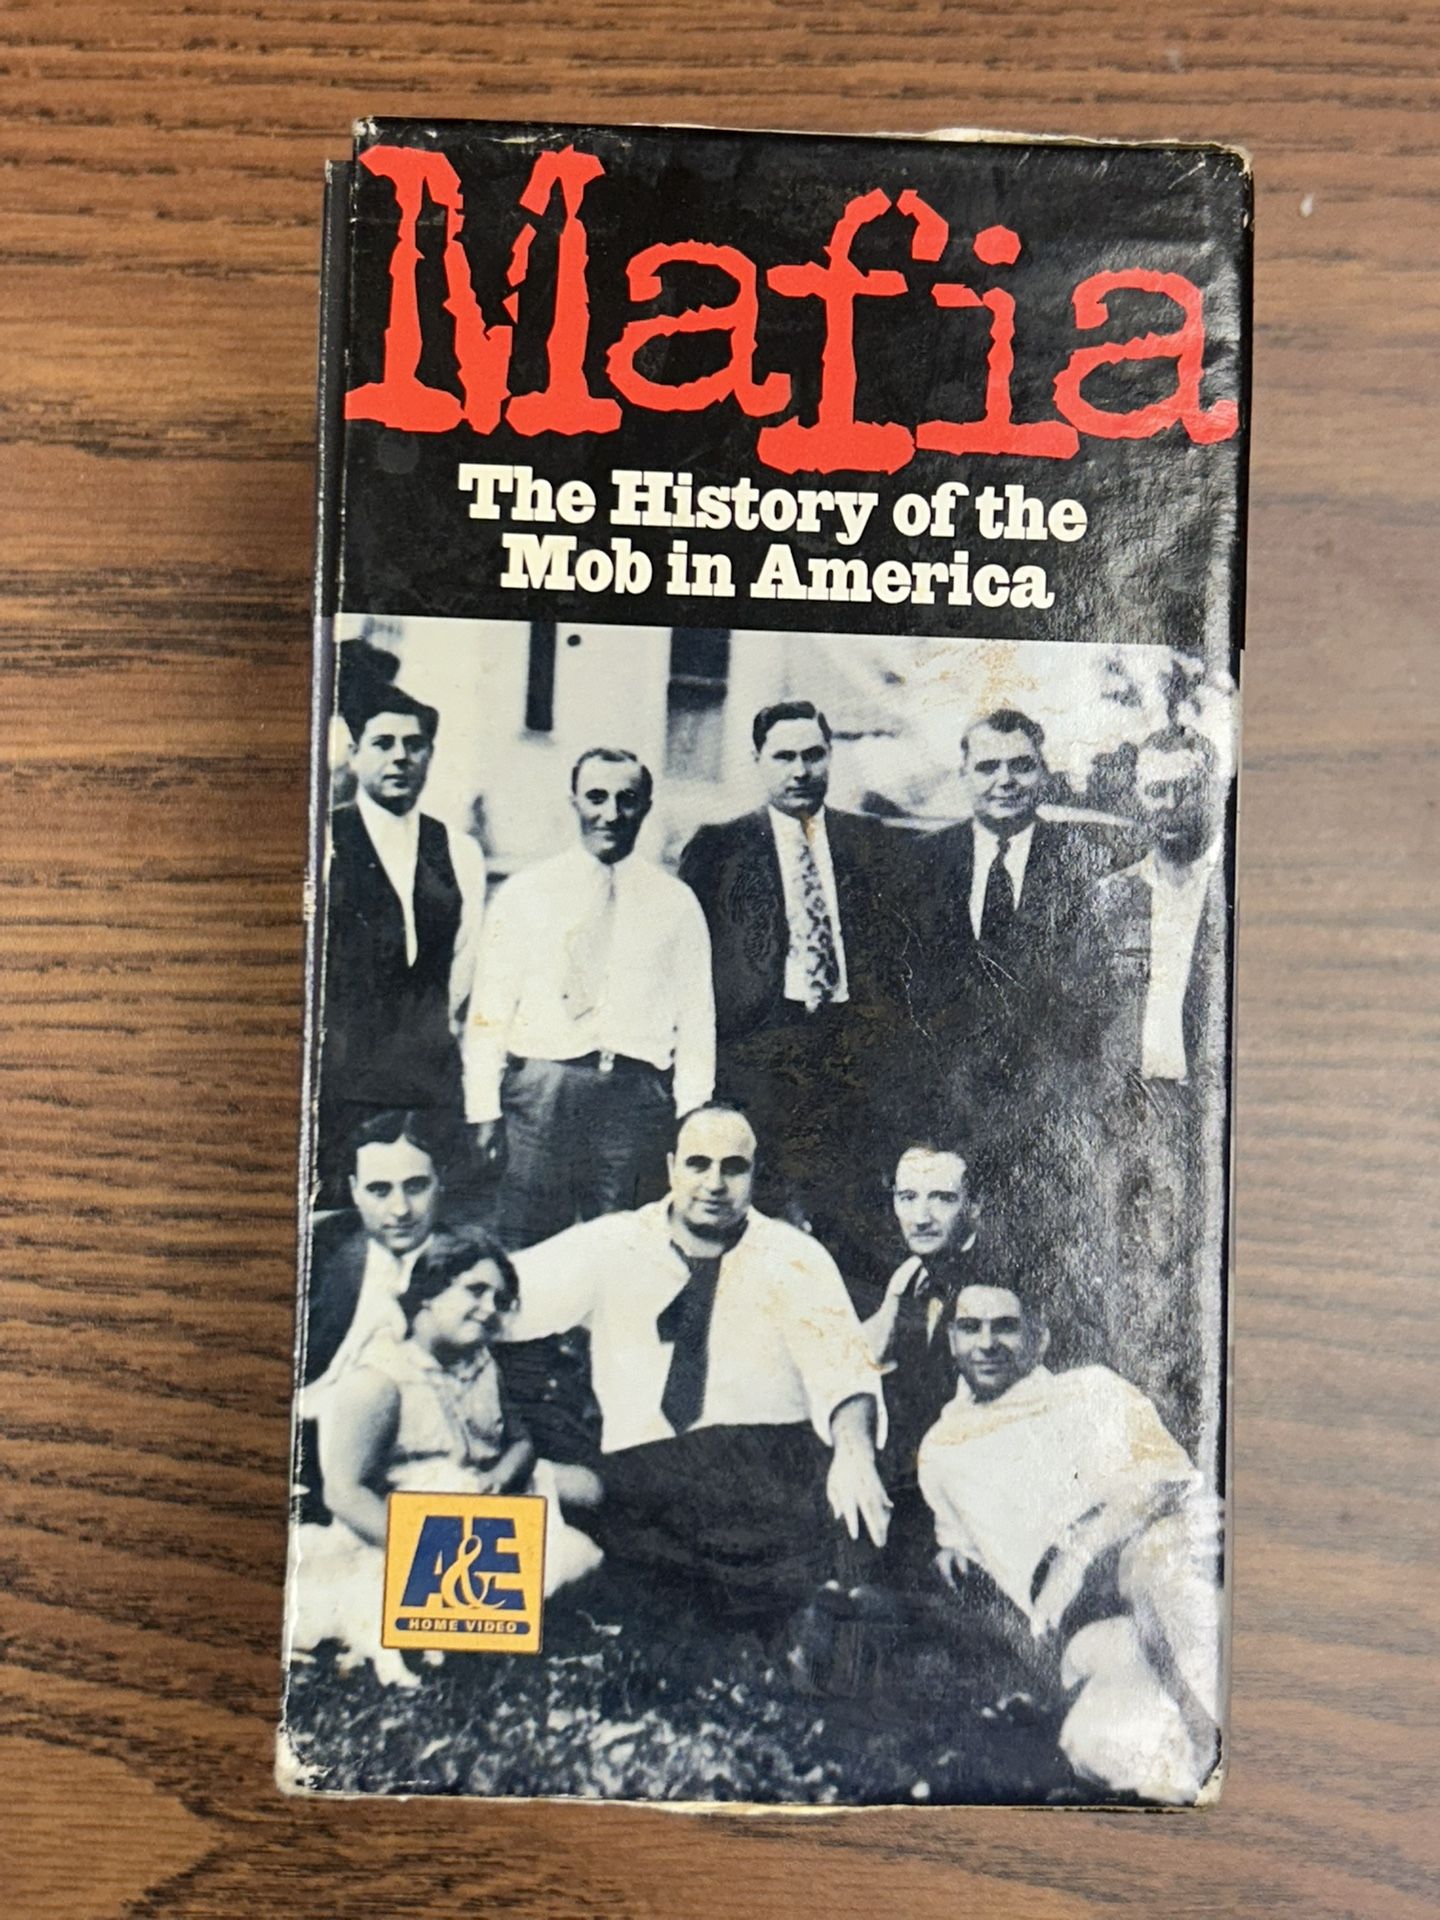 Mafia
The History of the
Mob in America
A&E
HOME VIDEO